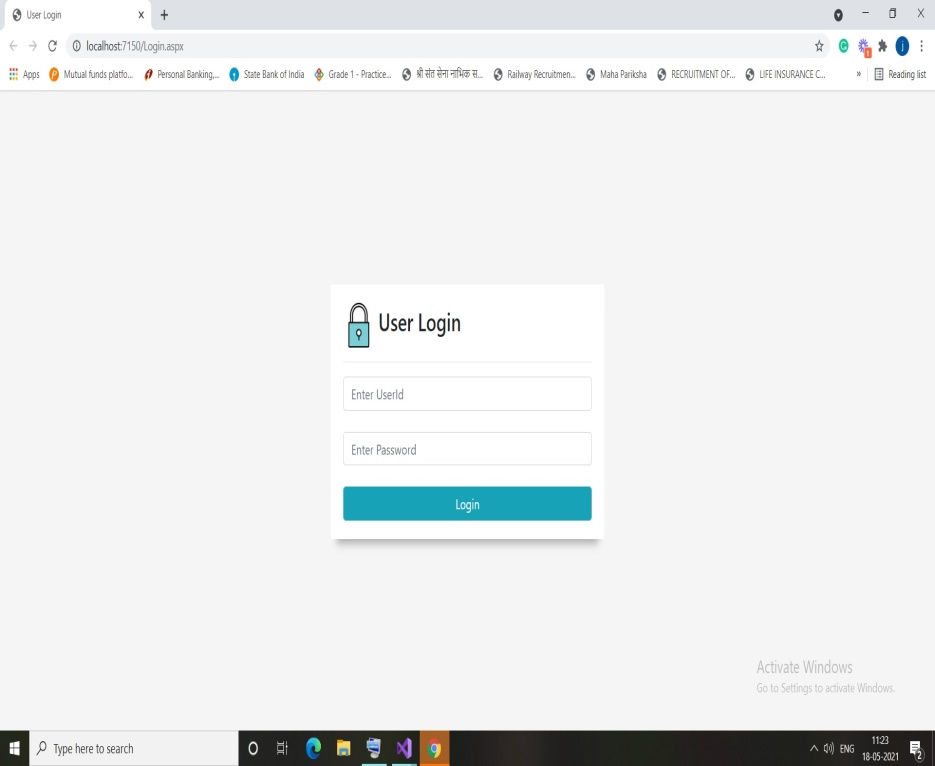 User Login
localhost:7150/Login.aspx
Apps
Mutual funds platfo...
Personal Banking,...
State Bank of India
Grade 1 - Practice...
श्री संत सेना नाभिक स...
Railway Recruitmen...
Maha Pariksha
RECRUITMENT OF...
LIFE INSURANCE C...
»
Reading list
User Login
Enter UserId
Enter Password
Login
Activate Windows
Go to Settings to activate Windows.
Type here to search
ENG
11:23
18-05-2021
2